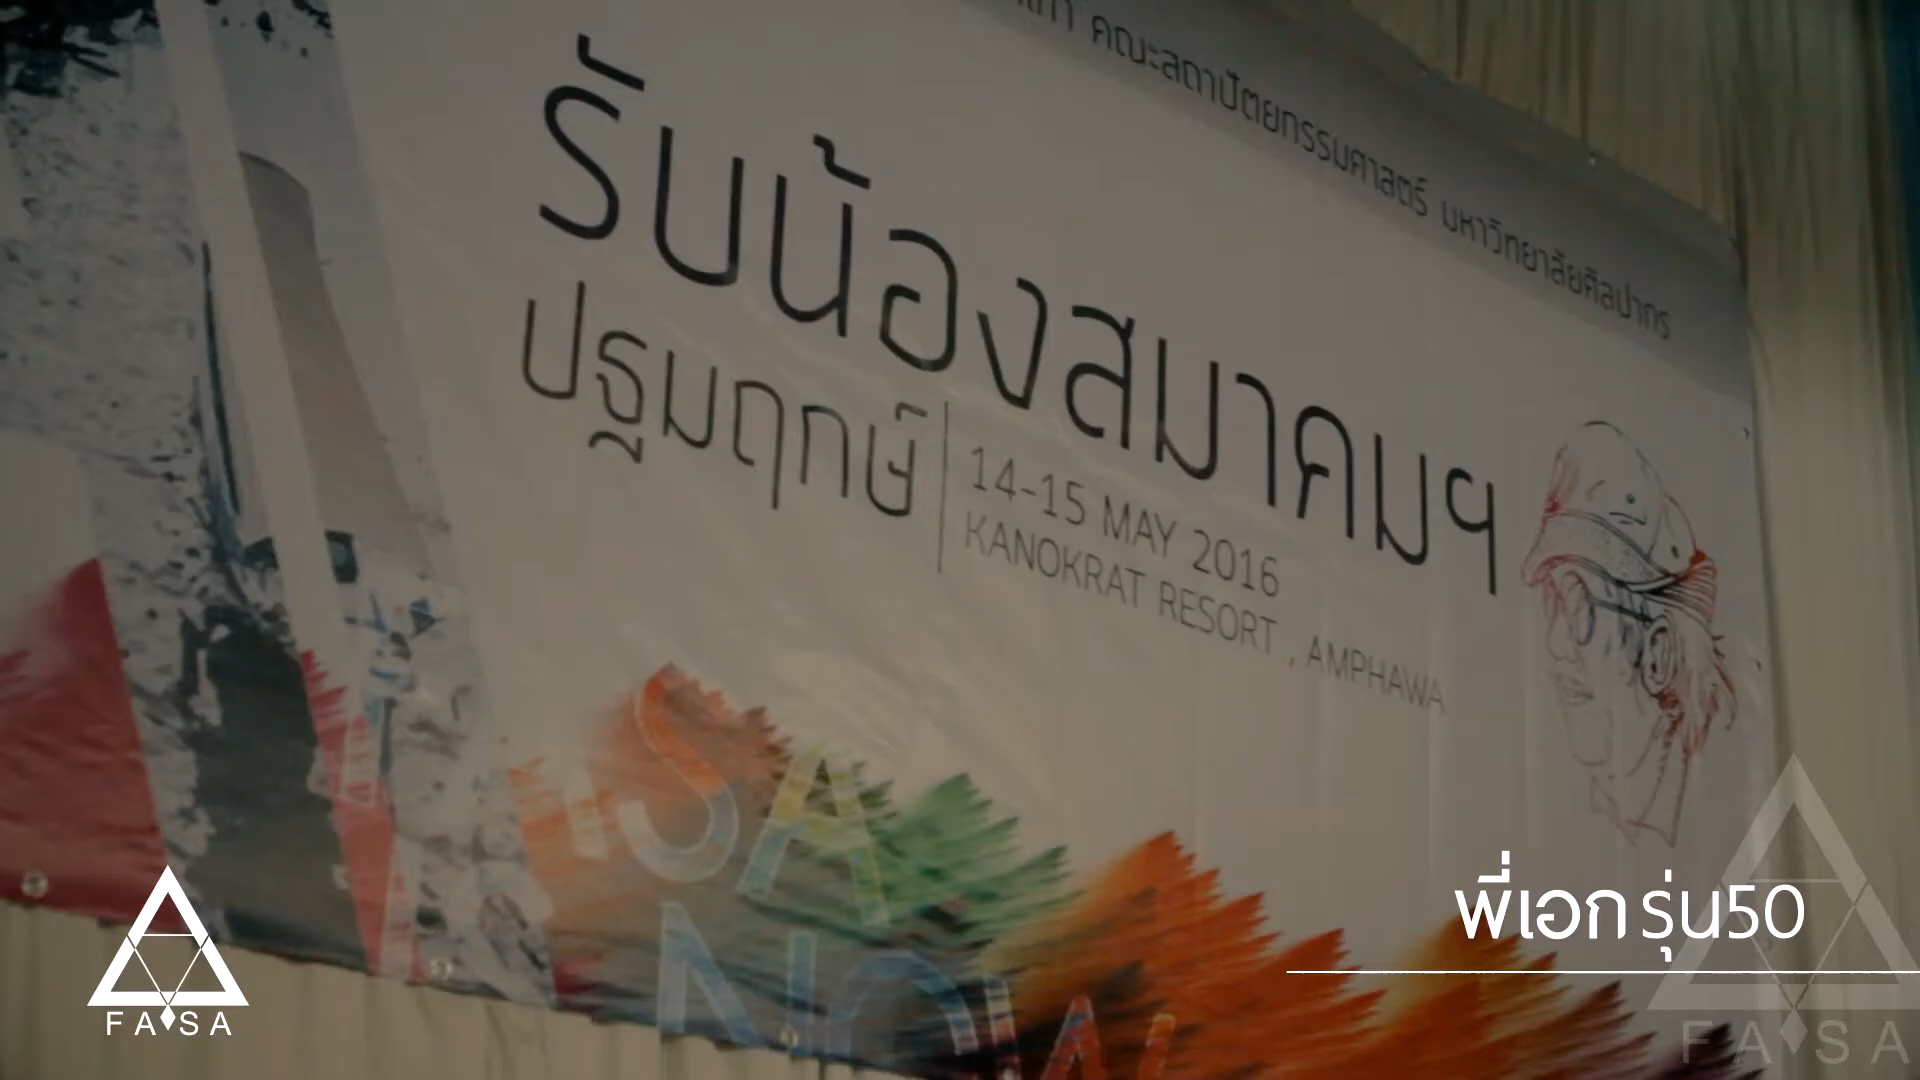 คณะสถาปัตยกรรมศาสตร์ มหาวิทยาลัยศิลปากร
รับน้องสมาคมฯ
ปฐมฤกษ์
14-15 MAY 2016
KANOKRAT RESORT , AMPHAWA
SA
NOW
พี่เอก รุ่น50
FASA
FASA